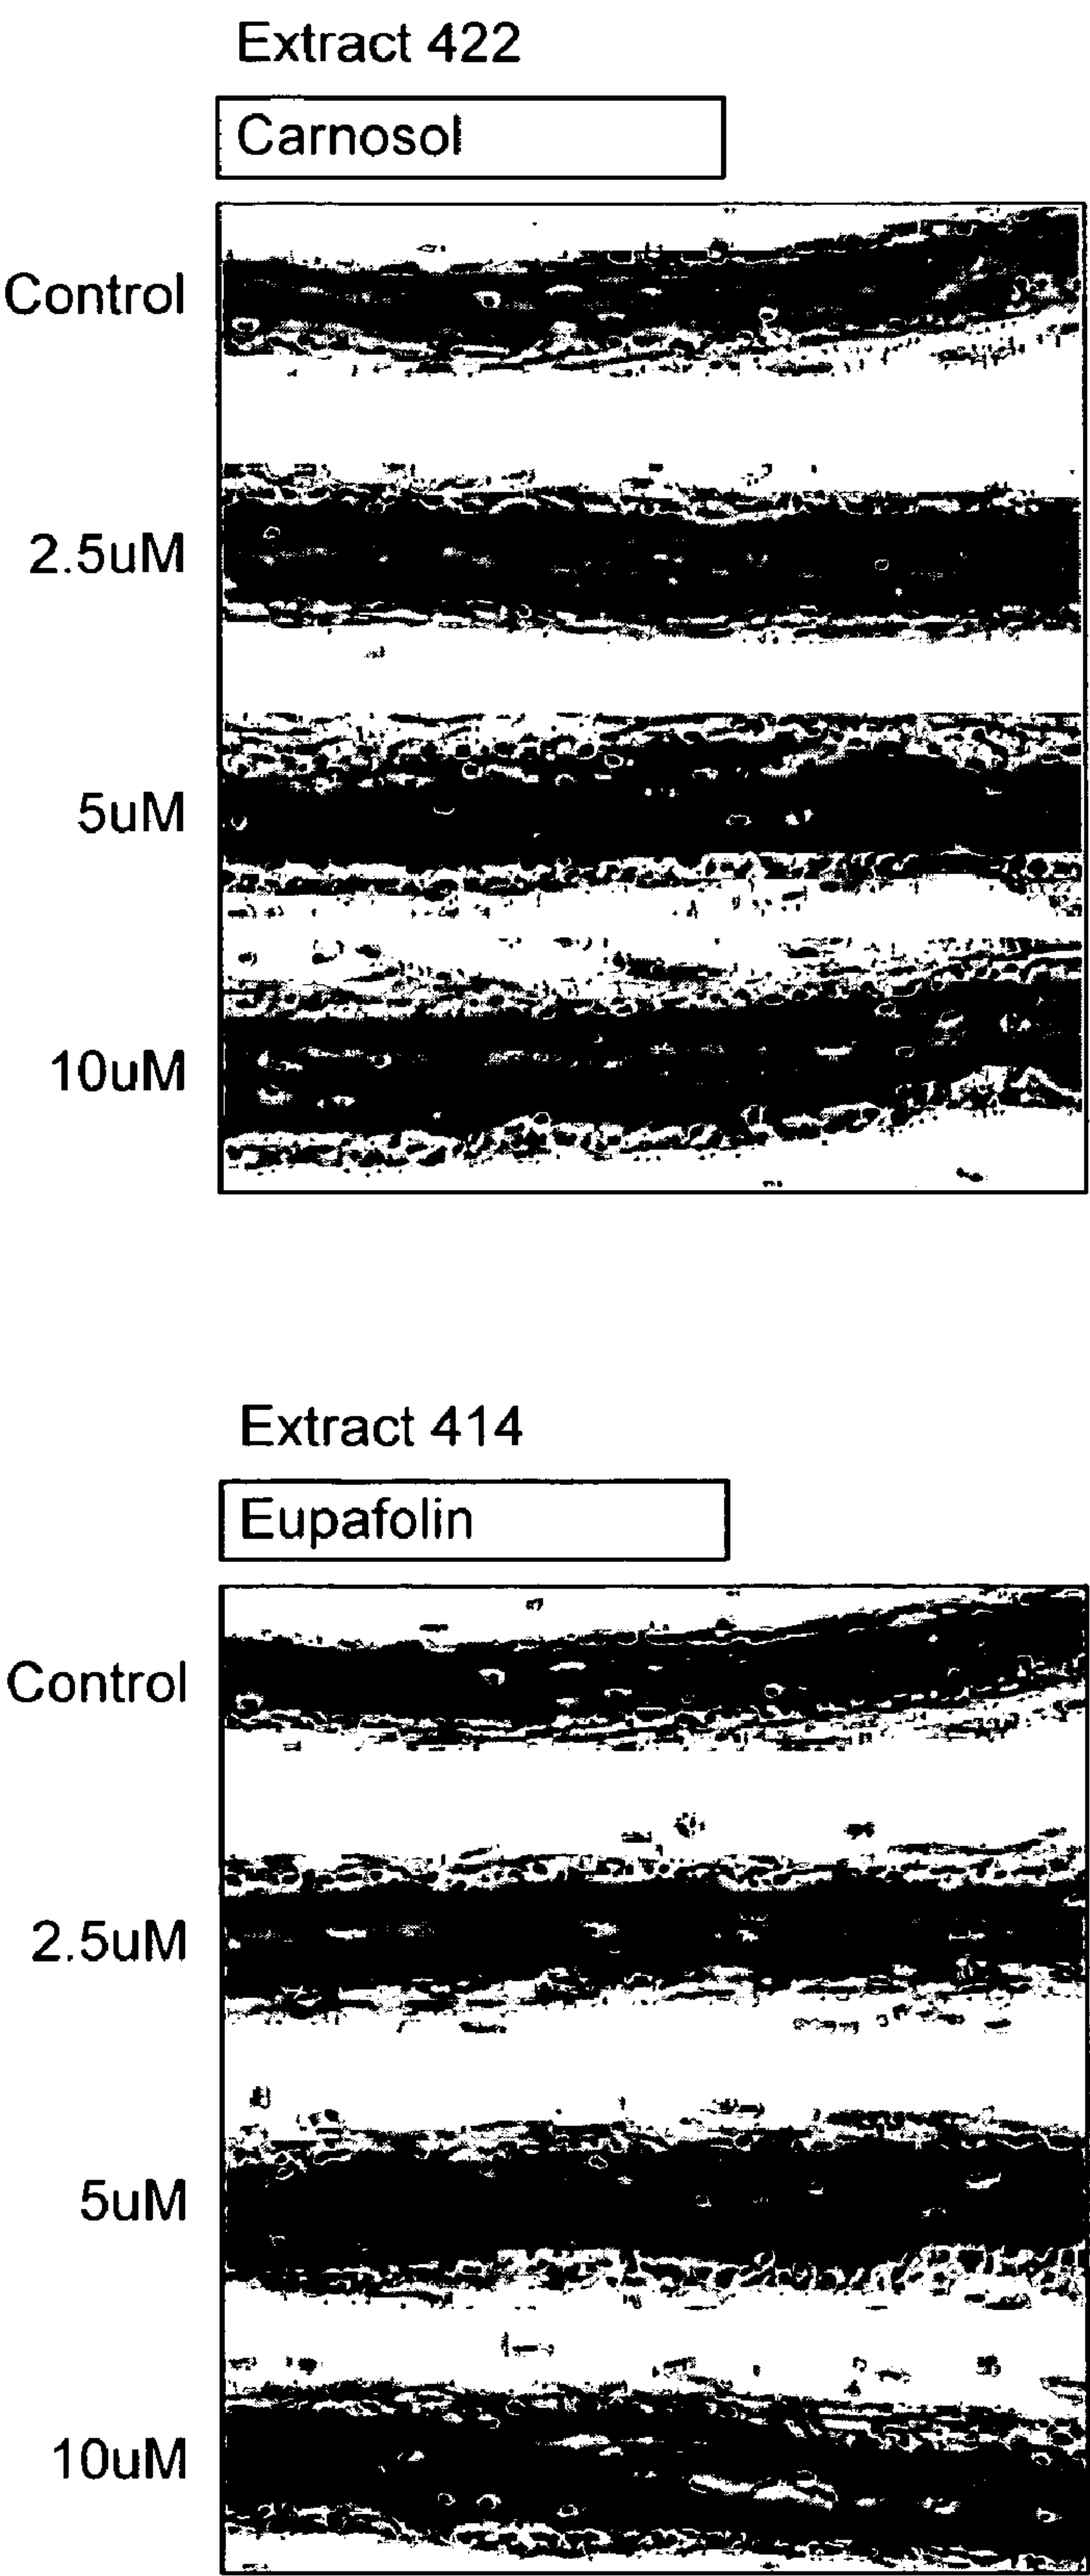 Extract 422
Carnosol
Control
2.5uM
5uM
10uM
Extract 414
Eupafolin
Control
2.5uM
5uM
10uM